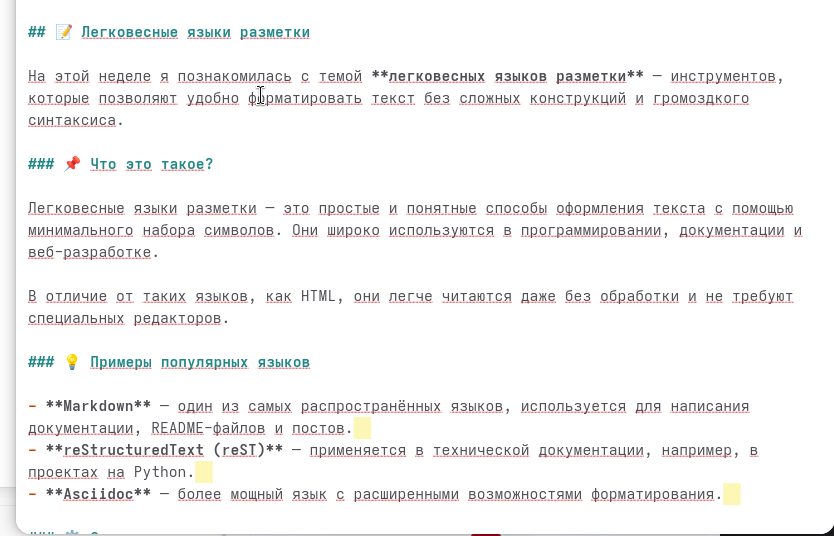 ## 📝 Легковесные языки разметки
На этой неделе я познакомилась с темой **легковесных языков разметки** — инструментов,
которые позволяют удобно форматировать текст без сложных конструкций и громоздкого
синтаксиса.
### 📌 Что это такое?
Легковесные языки разметки — это простые и понятные способы оформления текста с помощью
минимального набора символов. Они широко используются в программировании, документации и
веб-разработке.
В отличие от таких языков, как HTML, они легче читаются даже без обработки и не требуют
специальных редакторов.
### 💡 Примеры популярных языков
- **Markdown** — один из самых распространённых языков, используется для написания
документации, README-файлов и постов.
- **reStructuredText (reST)** — применяется в технической документации, например, в
проектах на Python.
- **Asciidoc** — более мощный язык с расширенными возможностями форматирования.